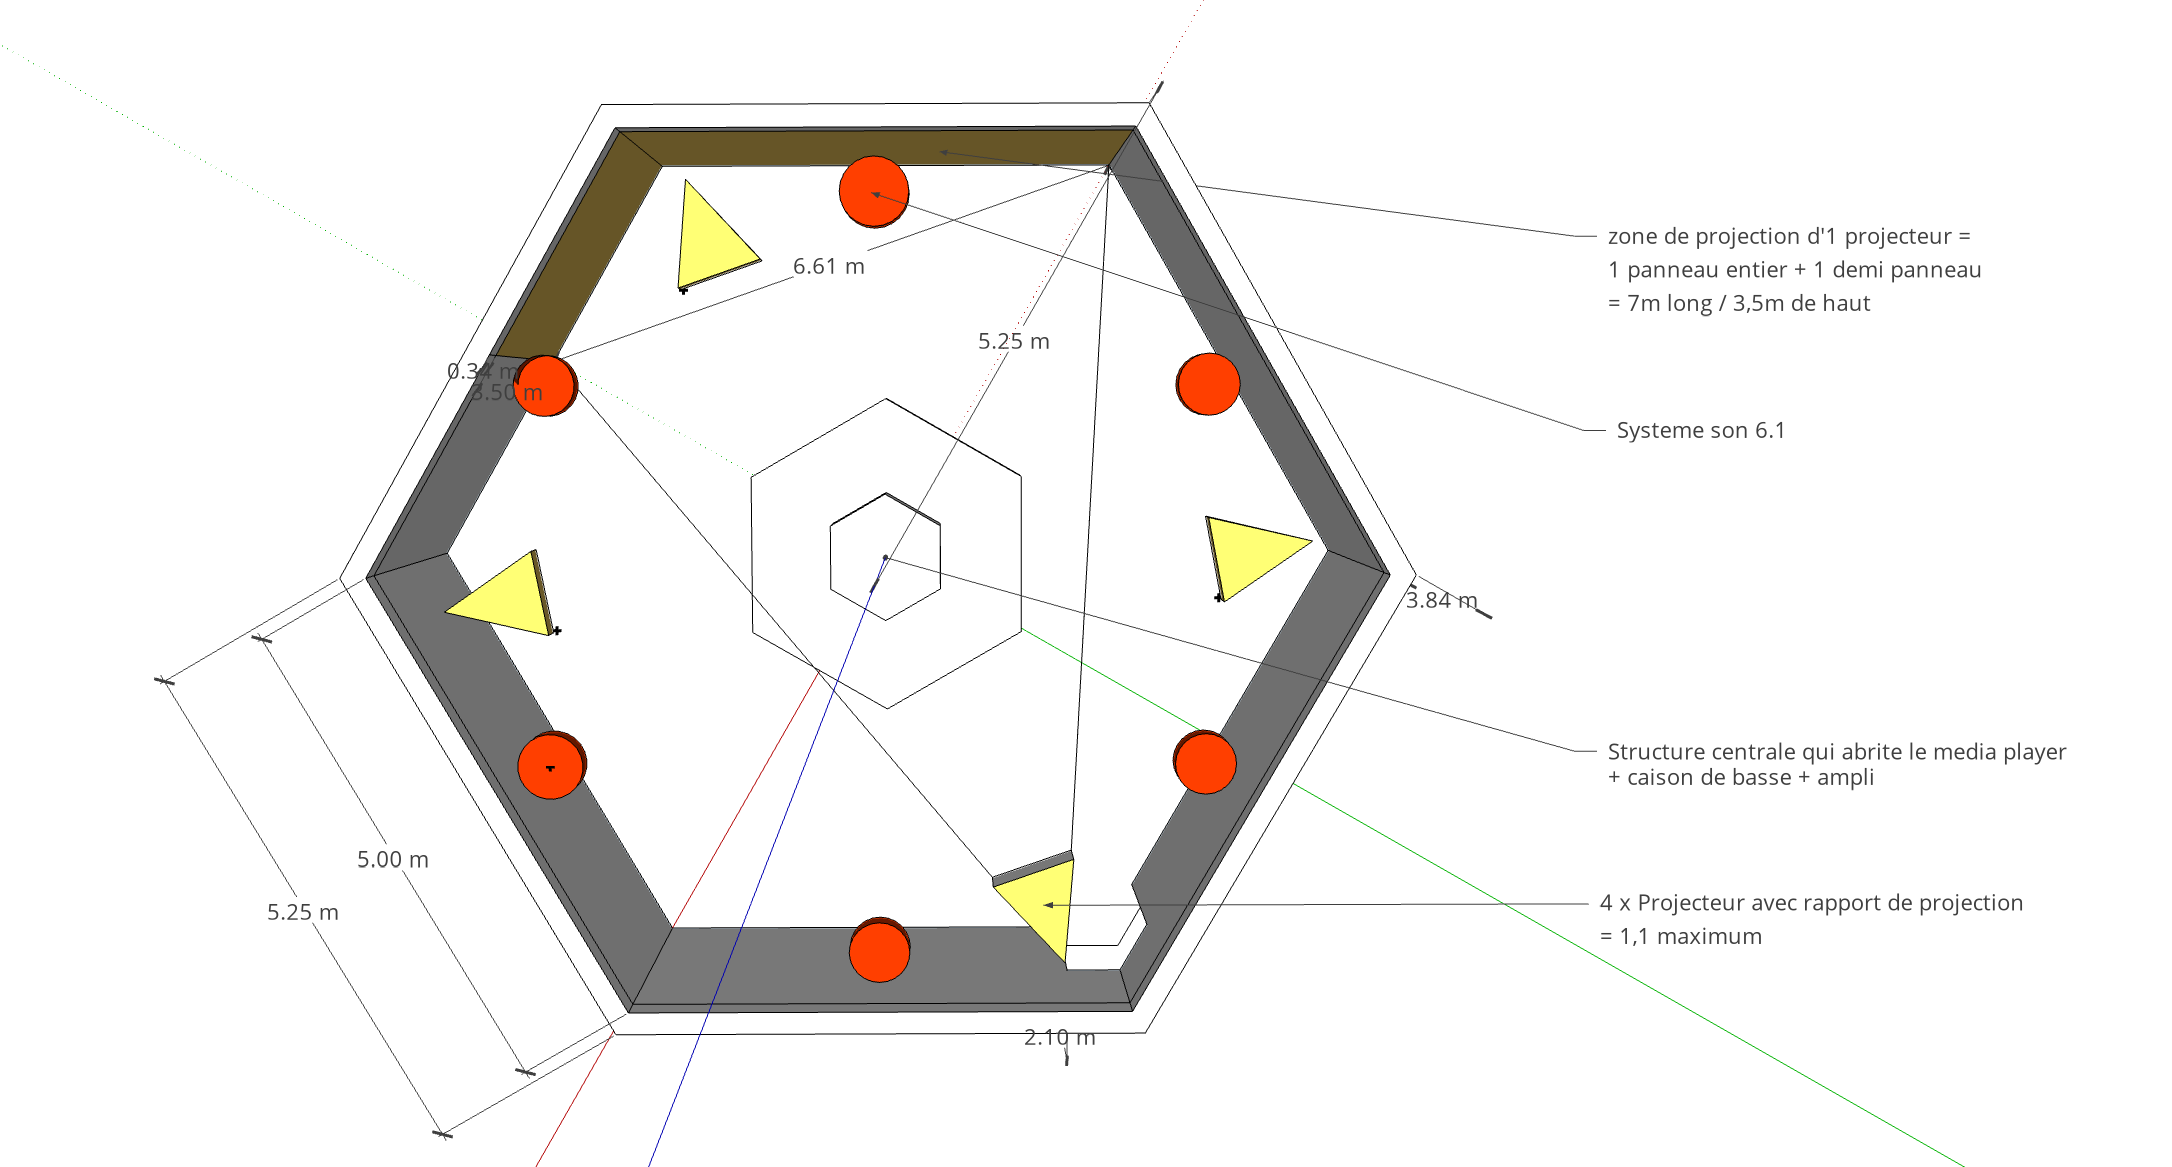 zone de projection d'1 projecteur =
1 panneau entier + 1 demi panneau
= 7m long / 3,5m de haut
6.61 m
5.25 m
0.34 m
3.50 m
Systeme son 6.1
3.84 m
Structure centrale qui abrite le media player
+ caison de basse + ampli
5.00 m
5.25 m
4 x Projecteur avec rapport de projection
= 1,1 maximum
2.10 m